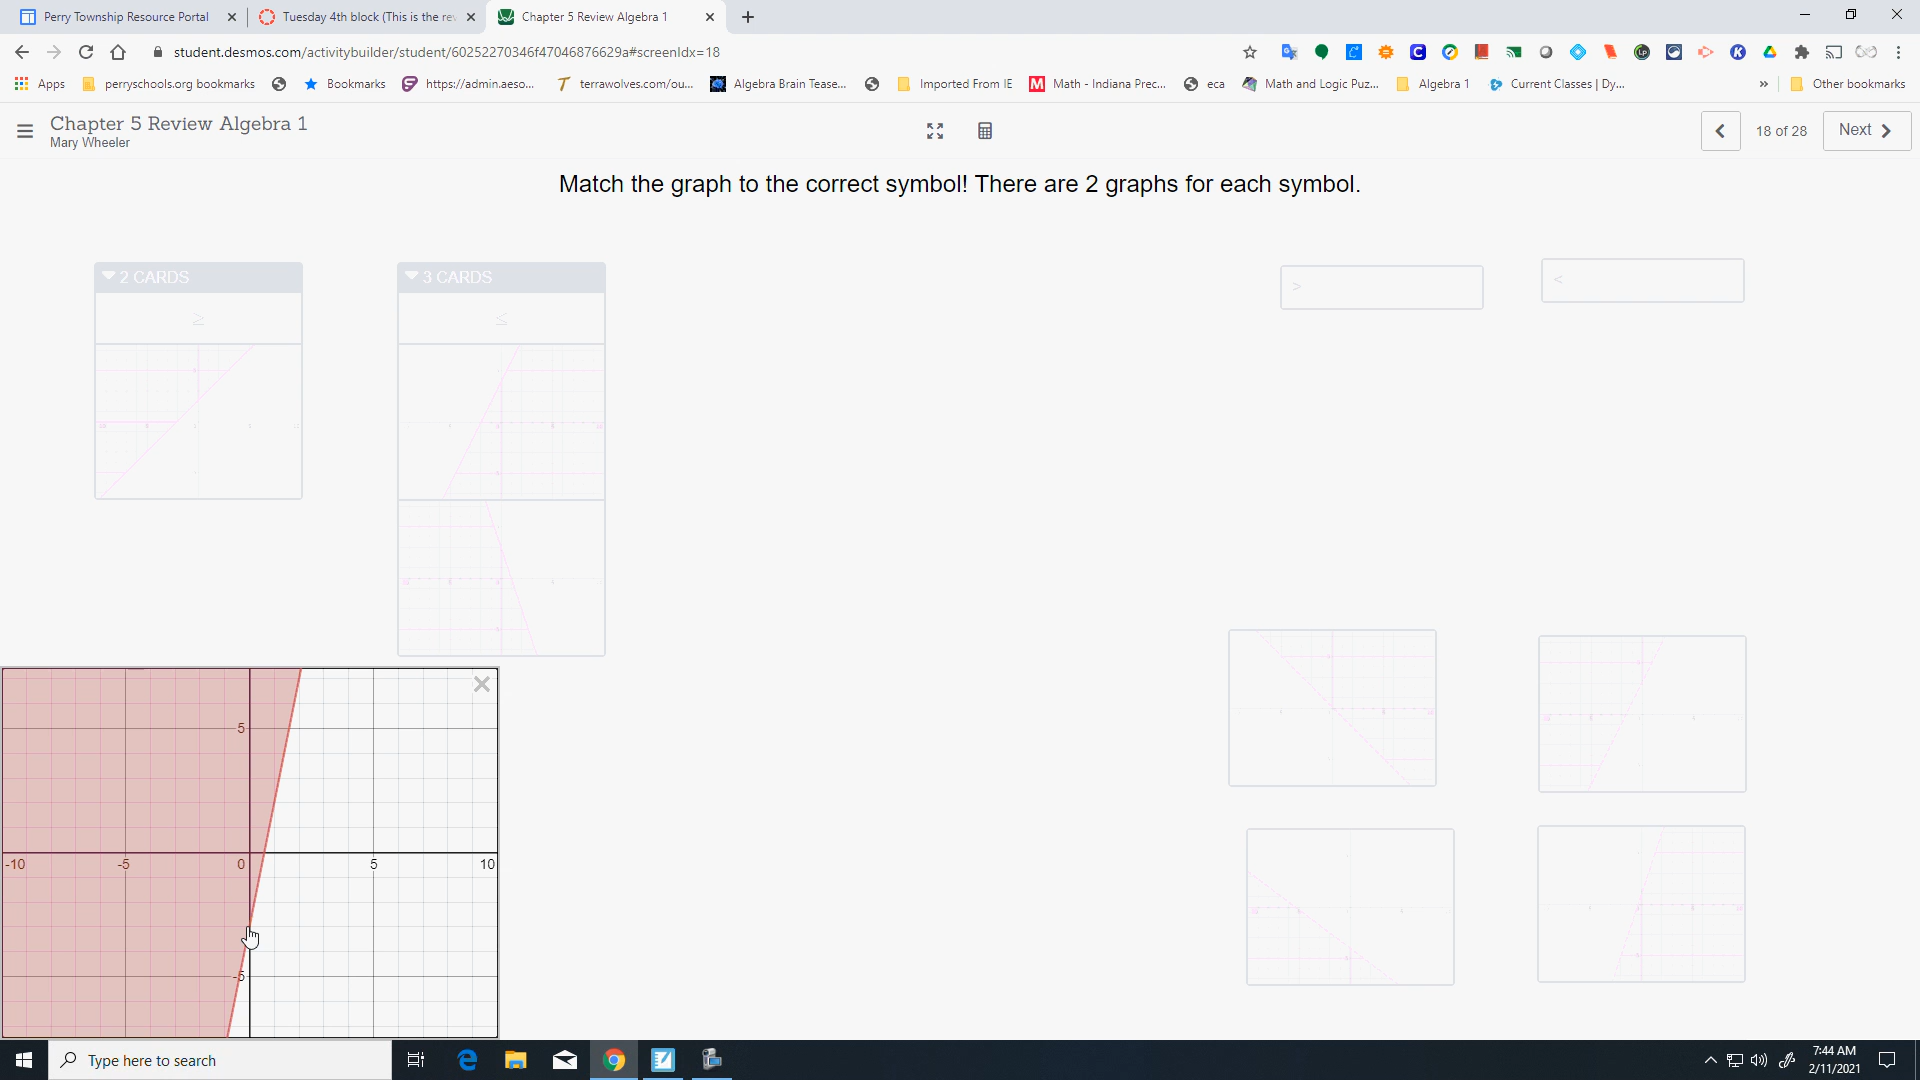 Perry Township Resource Portal
Tuesday 4th block (This is the re
Chapter 5 Review Algebra 1
student.desmos.com/activitybuilder/student/60252270346f47046876629a#screenIdx=18
Apps
perryschools.org bookmarks
Bookmarks
https://admin.aeso...
terrawolves.com/ou...
Algebra Brain Tease...
Imported From IE
Math - Indiana Prec...
eca
Math and Logic Puz...
Algebra 1
Current Classes | Dy...
»
Other bookmarks
Chapter 5 Review Algebra 1
Mary Wheeler
18 of 28
Next
Match the graph to the correct symbol! There are 2 graphs for each symbol.
2 CARDS
3 CARDS
≥
≤
>
<
5
-10 -5 0 5 10
-5
Type here to search
7:44 AM
2/11/2021